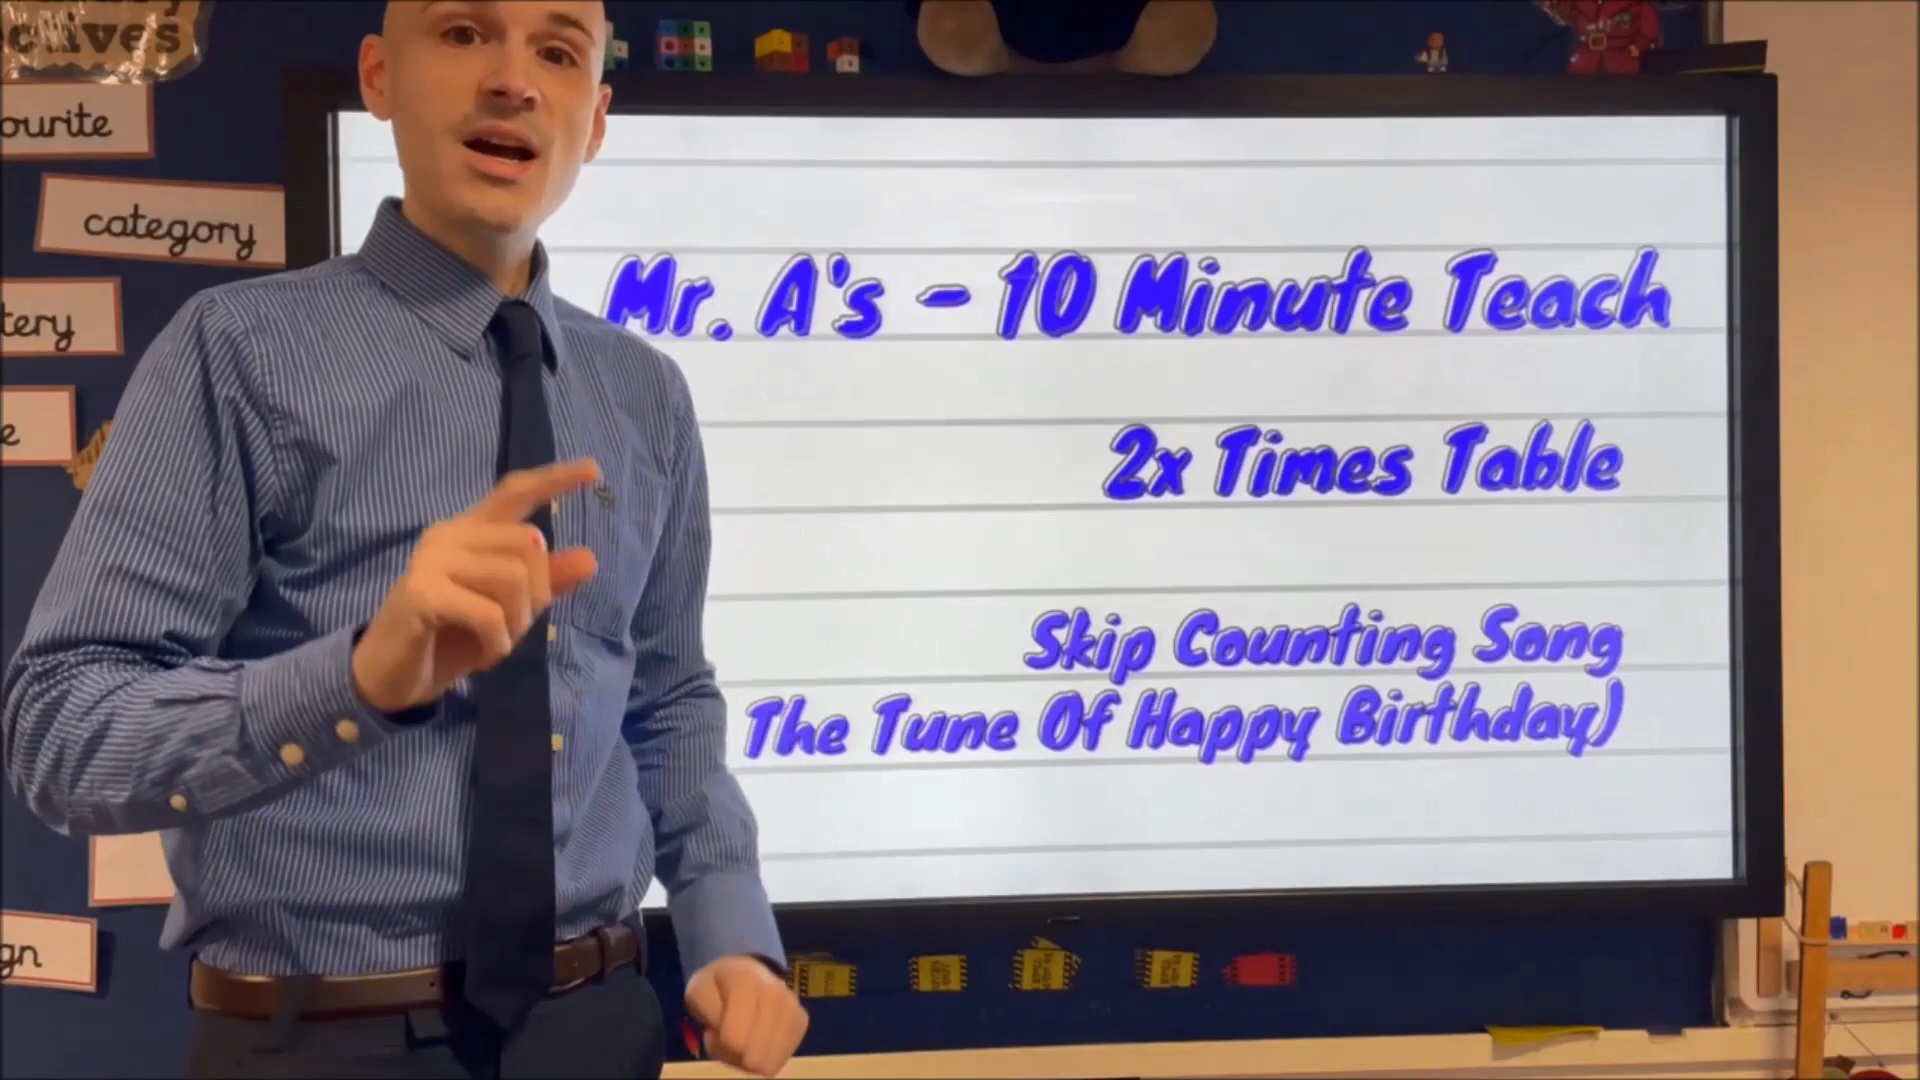 ctives
ourite
category
tery
e
gn
Mr. A's - 10 Minute Teach
2x Times Table
Skip Counting Song
The Tune Of Happy Birthday)